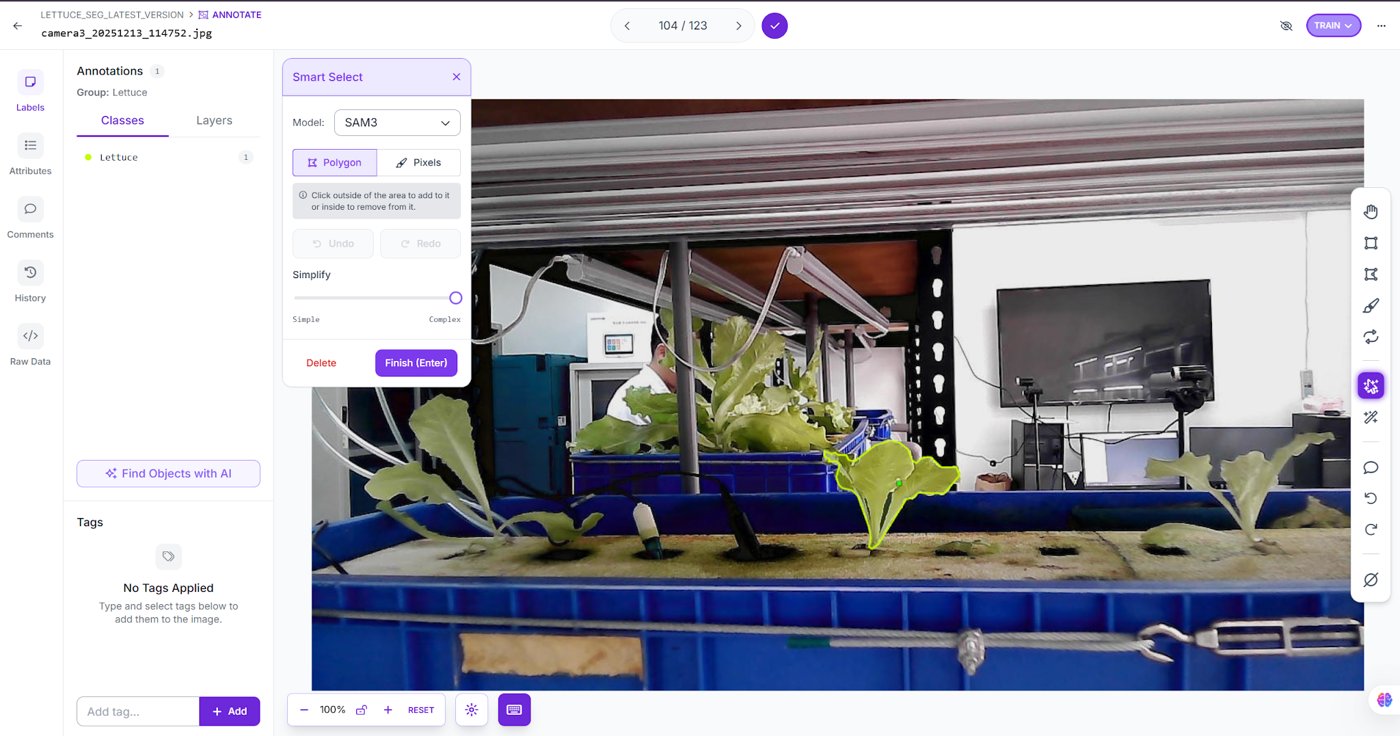 LETTUCE_SEG_LATEST_VERSION > ANNOTATE
camera3_20251213_114752.jpg
104 / 123
TRAIN
Labels
Attributes
Comments
History
Raw Data
Annotations 1
Group: Lettuce
Classes Layers
Lettuce 1
Find Objects with AI
Tags
No Tags Applied
Type and select tags below to
add them to the image.
Add tag...
+ Add
Smart Select
Model: SAM3
Polygon Pixels
Click outside of the area to add to it
or inside to remove from it.
Undo Redo
Simplify
Simple Complex
Delete Finish (Enter)
100% RESET